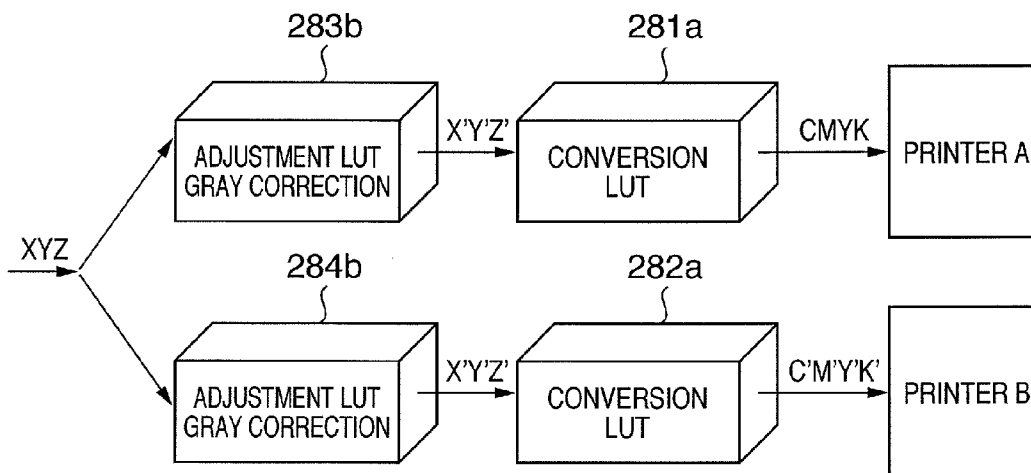 283b
281a
ADJUSTMENT LUT
GRAY CORRECTION
X'Y'Z'
CONVERSION
LUT
CMYK
PRINTER A
XYZ
284b
282a
ADJUSTMENT LUT
GRAY CORRECTION
X'Y'Z'
CONVERSION
LUT
C'M'Y'K'
PRINTER B